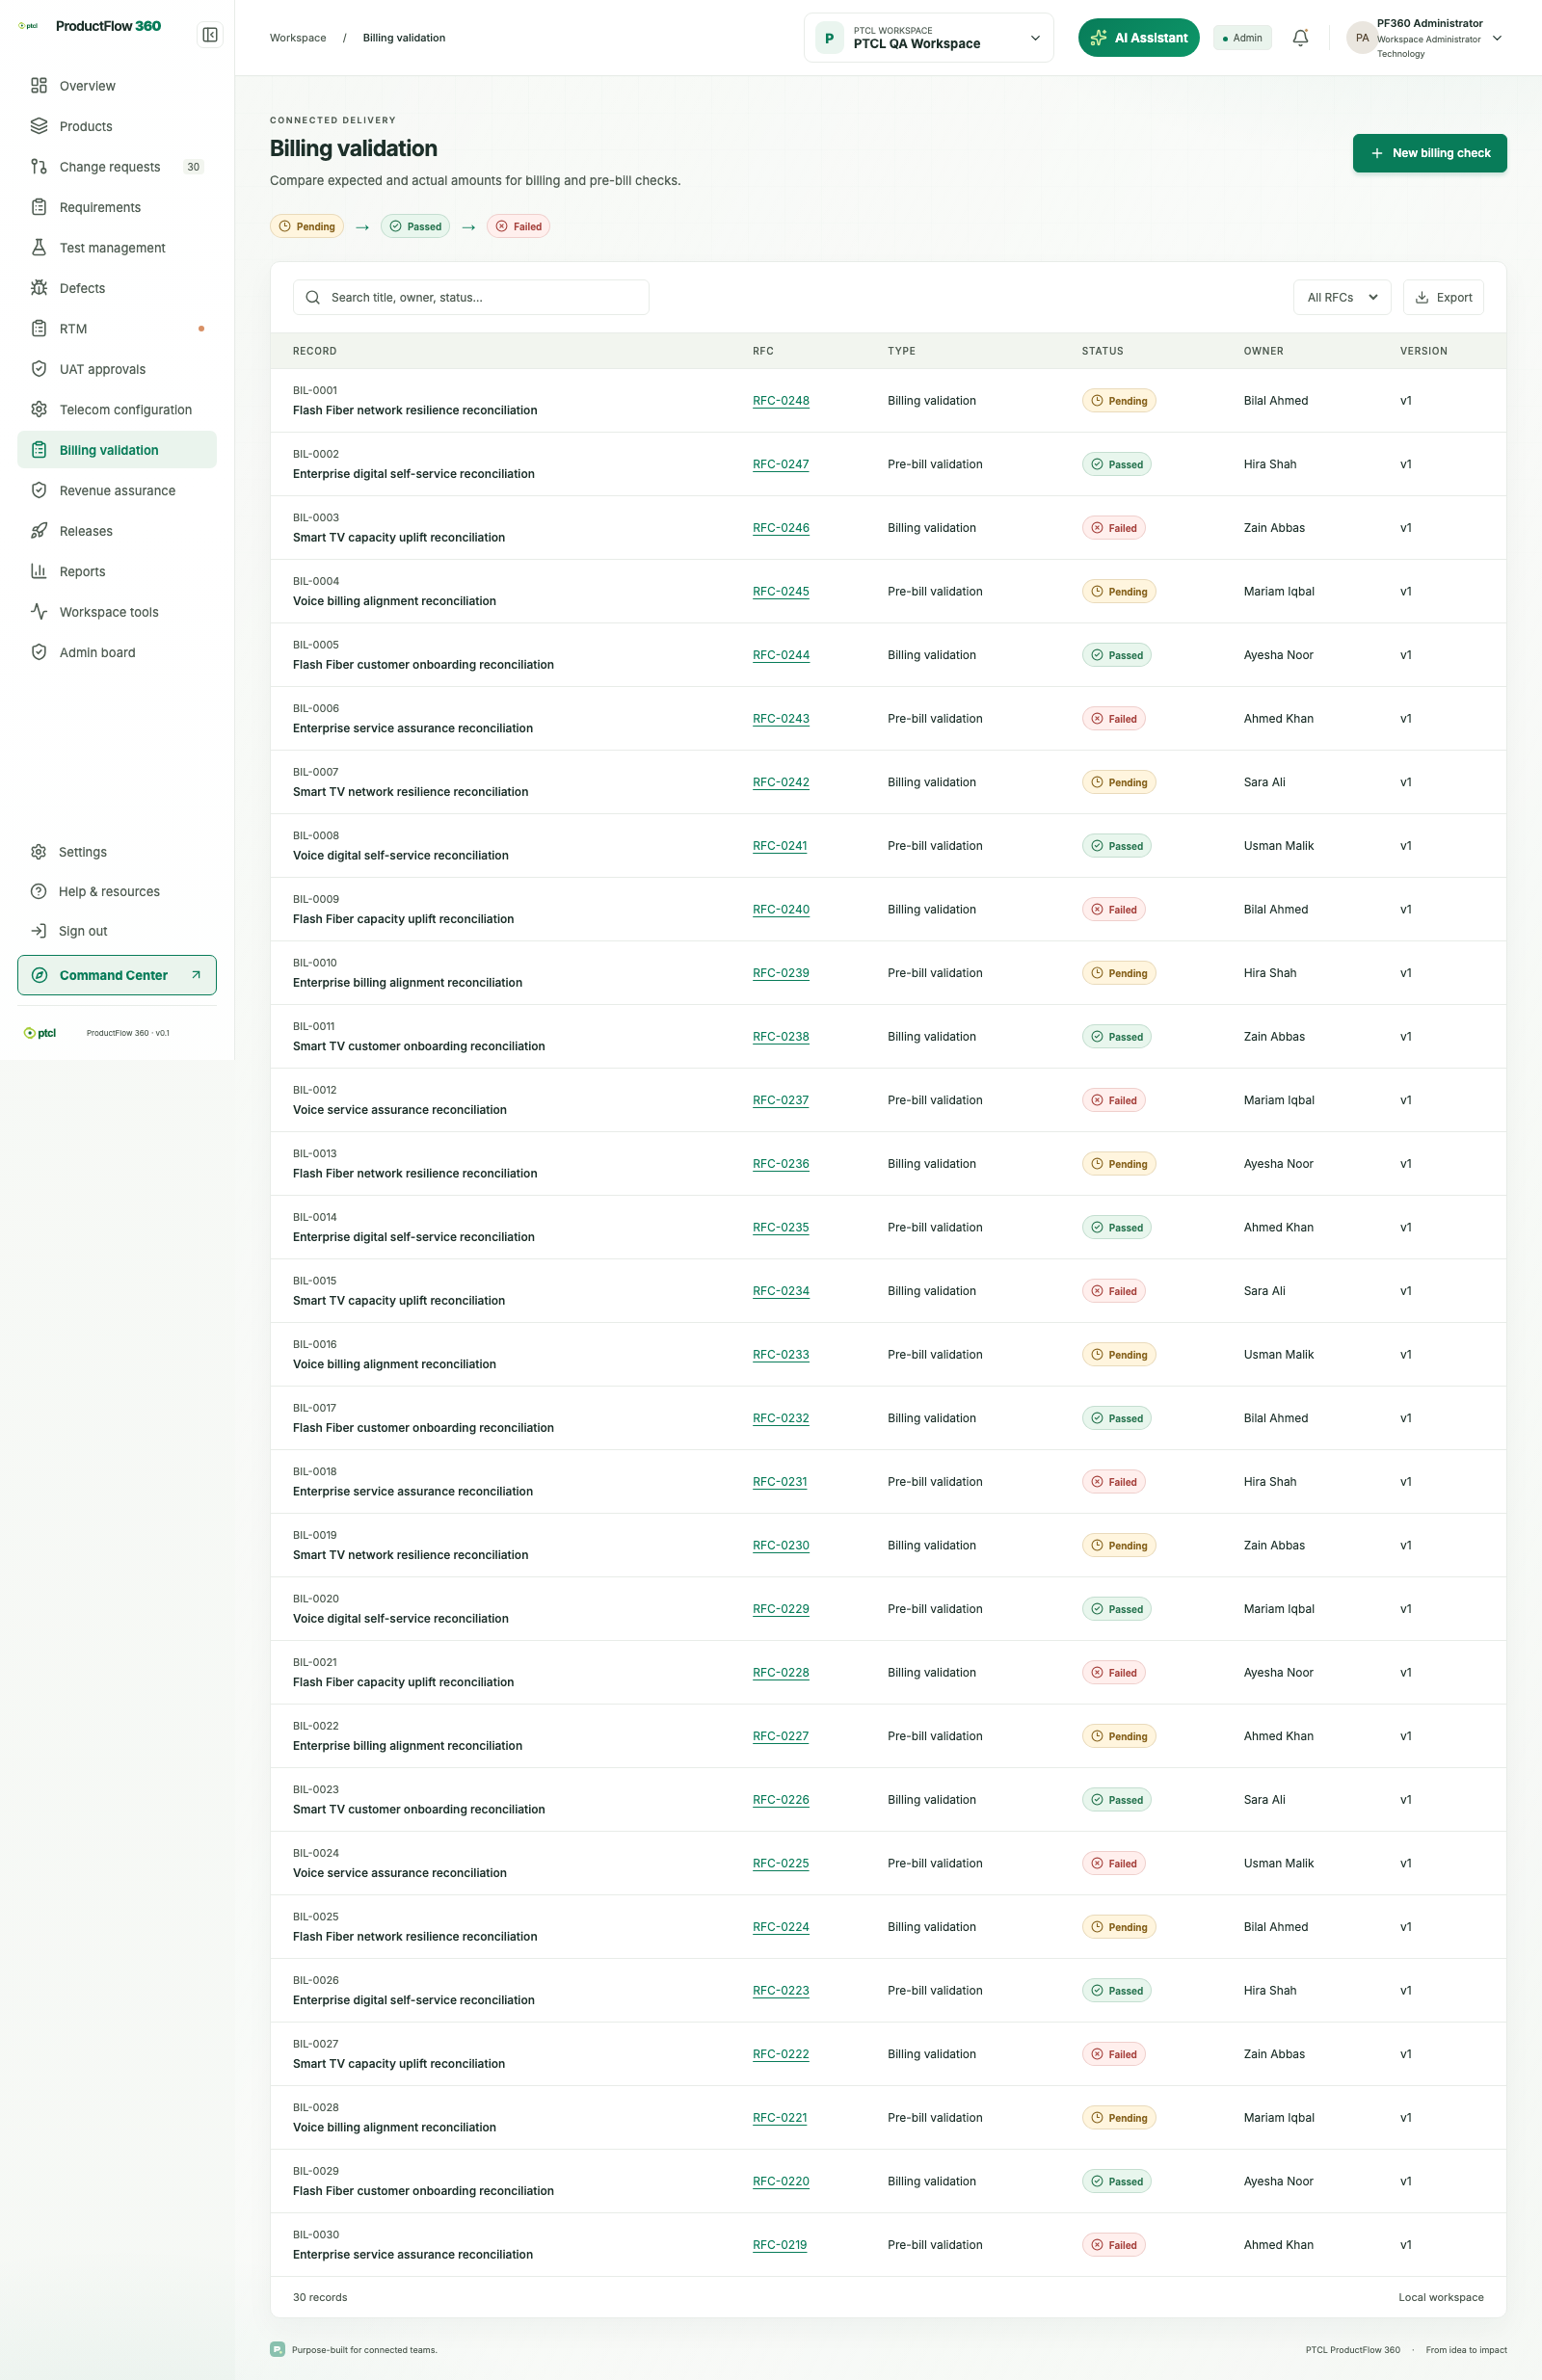 ptcl ProductFlow 360
Overview
Products
Change requests 30
Requirements
Test management
Defects
RTM
UAT approvals
Telecom configuration
Billing validation
Revenue assurance
Releases
Reports
Workspace tools
Admin board
Settings
Help & resources
Sign out
Command Center
ptcl ProductFlow 360 · v0.1
Workspace / Billing validation
P PTCL WORKSPACE
PTCL QA Workspace
AI Assistant
Admin
PA PF360 Administrator
Workspace Administrator
Technology
CONNECTED DELIVERY
Billing validation
Compare expected and actual amounts for billing and pre-bill checks.
New billing check
Pending → Passed → Failed
Search title, owner, status...
All RFCs Export
RECORD RFC TYPE STATUS OWNER VERSION
BIL-0001
Flash Fiber network resilience reconciliation RFC-0248 Billing validation Pending Bilal Ahmed v1
BIL-0002
Enterprise digital self-service reconciliation RFC-0247 Pre-bill validation Passed Hira Shah v1
BIL-0003
Smart TV capacity uplift reconciliation RFC-0246 Billing validation Failed Zain Abbas v1
BIL-0004
Voice billing alignment reconciliation RFC-0245 Pre-bill validation Pending Mariam Iqbal v1
BIL-0005
Flash Fiber customer onboarding reconciliation RFC-0244 Billing validation Passed Ayesha Noor v1
BIL-0006
Enterprise service assurance reconciliation RFC-0243 Pre-bill validation Failed Ahmed Khan v1
BIL-0007
Smart TV network resilience reconciliation RFC-0242 Billing validation Pending Sara Ali v1
BIL-0008
Voice digital self-service reconciliation RFC-0241 Pre-bill validation Passed Usman Malik v1
BIL-0009
Flash Fiber capacity uplift reconciliation RFC-0240 Billing validation Failed Bilal Ahmed v1
BIL-0010
Enterprise billing alignment reconciliation RFC-0239 Pre-bill validation Pending Hira Shah v1
BIL-0011
Smart TV customer onboarding reconciliation RFC-0238 Billing validation Passed Zain Abbas v1
BIL-0012
Voice service assurance reconciliation RFC-0237 Pre-bill validation Failed Mariam Iqbal v1
BIL-0013
Flash Fiber network resilience reconciliation RFC-0236 Billing validation Pending Ayesha Noor v1
BIL-0014
Enterprise digital self-service reconciliation RFC-0235 Pre-bill validation Passed Ahmed Khan v1
BIL-0015
Smart TV capacity uplift reconciliation RFC-0234 Billing validation Failed Sara Ali v1
BIL-0016
Voice billing alignment reconciliation RFC-0233 Pre-bill validation Pending Usman Malik v1
BIL-0017
Flash Fiber customer onboarding reconciliation RFC-0232 Billing validation Passed Bilal Ahmed v1
BIL-0018
Enterprise service assurance reconciliation RFC-0231 Pre-bill validation Failed Hira Shah v1
BIL-0019
Smart TV network resilience reconciliation RFC-0230 Billing validation Pending Zain Abbas v1
BIL-0020
Voice digital self-service reconciliation RFC-0229 Pre-bill validation Passed Mariam Iqbal v1
BIL-0021
Flash Fiber capacity uplift reconciliation RFC-0228 Billing validation Failed Ayesha Noor v1
BIL-0022
Enterprise billing alignment reconciliation RFC-0227 Pre-bill validation Pending Ahmed Khan v1
BIL-0023
Smart TV customer onboarding reconciliation RFC-0226 Billing validation Passed Sara Ali v1
BIL-0024
Voice service assurance reconciliation RFC-0225 Pre-bill validation Failed Usman Malik v1
BIL-0025
Flash Fiber network resilience reconciliation RFC-0224 Billing validation Pending Bilal Ahmed v1
BIL-0026
Enterprise digital self-service reconciliation RFC-0223 Pre-bill validation Passed Hira Shah v1
BIL-0027
Smart TV capacity uplift reconciliation RFC-0222 Billing validation Failed Zain Abbas v1
BIL-0028
Voice billing alignment reconciliation RFC-0221 Pre-bill validation Pending Mariam Iqbal v1
BIL-0029
Flash Fiber customer onboarding reconciliation RFC-0220 Billing validation Passed Ayesha Noor v1
BIL-0030
Enterprise service assurance reconciliation RFC-0219 Pre-bill validation Failed Ahmed Khan v1
30 records Local workspace
P. Purpose-built for connected teams. PTCL ProductFlow 360 · From idea to impact